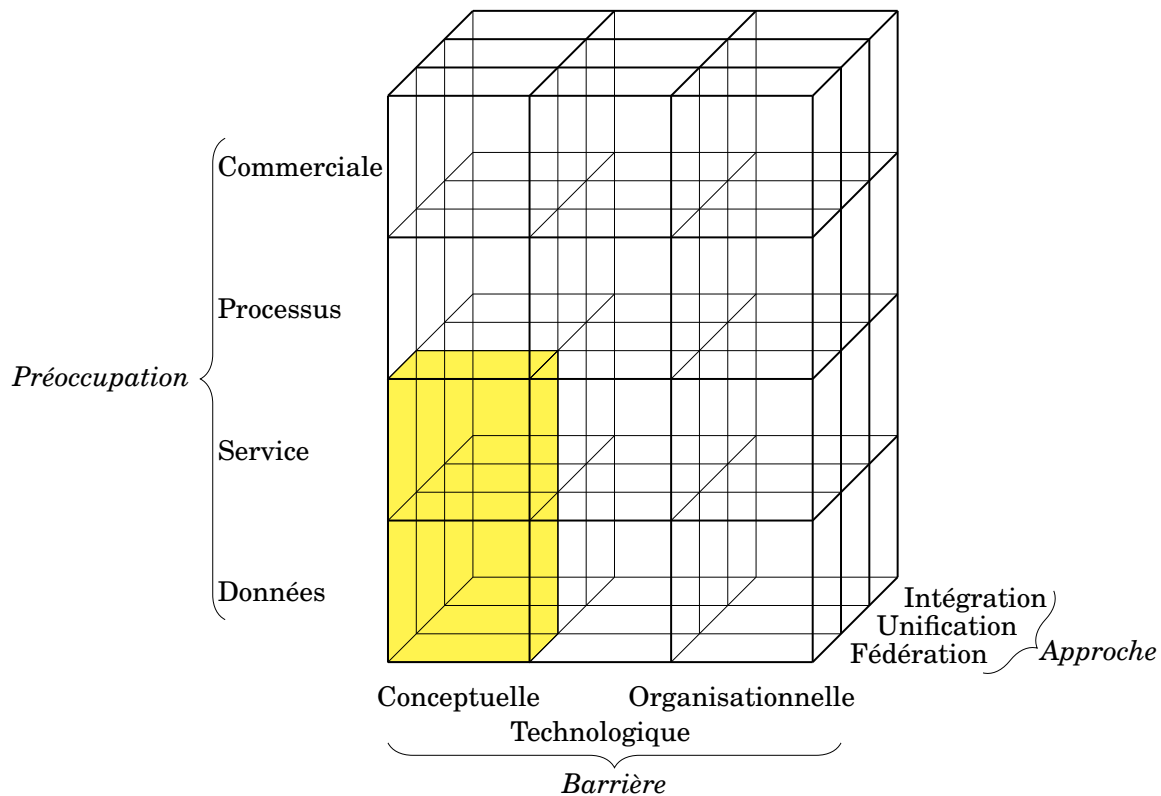 Commerciale
Processus
Préoccupation
Service
Données
Intégration
Unification
Fédération
Approche
Conceptuelle
Organisationnelle
Technologique
Barrière